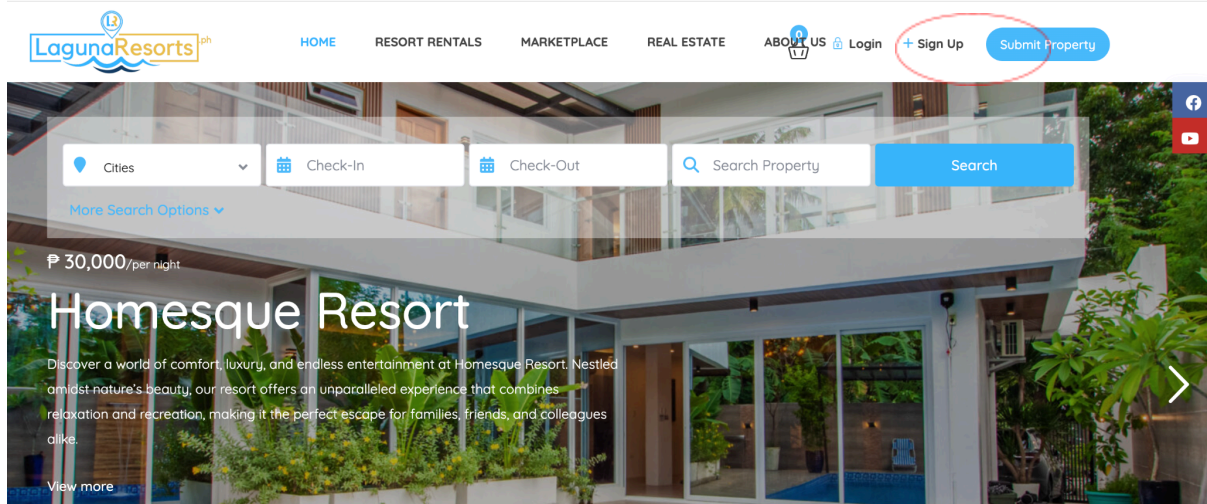 LR
LagunaResorts.ph
HOME RESORT RENTALS MARKETPLACE REAL ESTATE ABOUT US 0 Login + Sign Up Submit Property
Cities Check-In Check-Out Search Property Search
More Search Options
₱ 30,000/per night
Homesque Resort
Discover a world of comfort, luxury, and endless entertainment at Homesque Resort. Nestled
amidst nature's beauty, our resort offers an unparalleled experience that combines
relaxation and recreation, making it the perfect escape for families, friends, and colleagues
alike.
View more